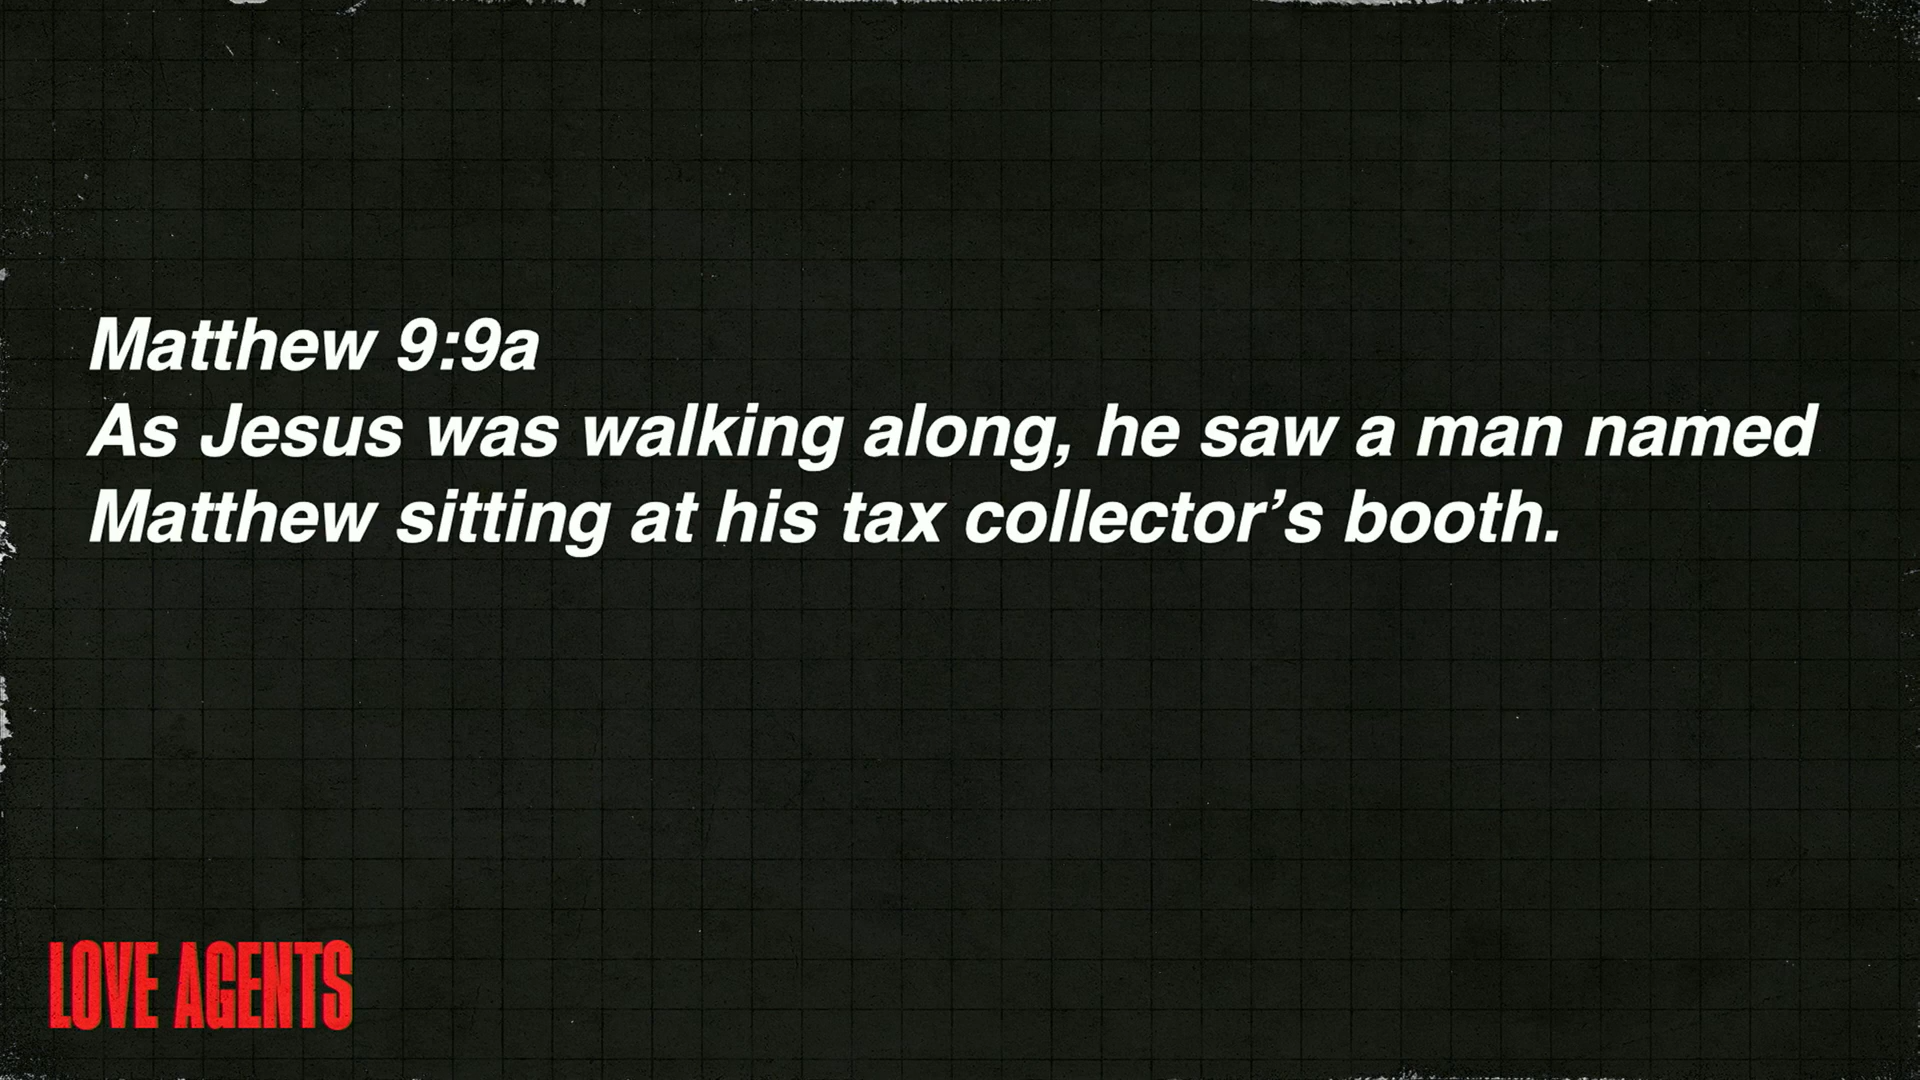 Matthew 9:9a
As Jesus was walking along, he saw a man named
Matthew sitting at his tax collector’s booth.
LOVE AGENTS